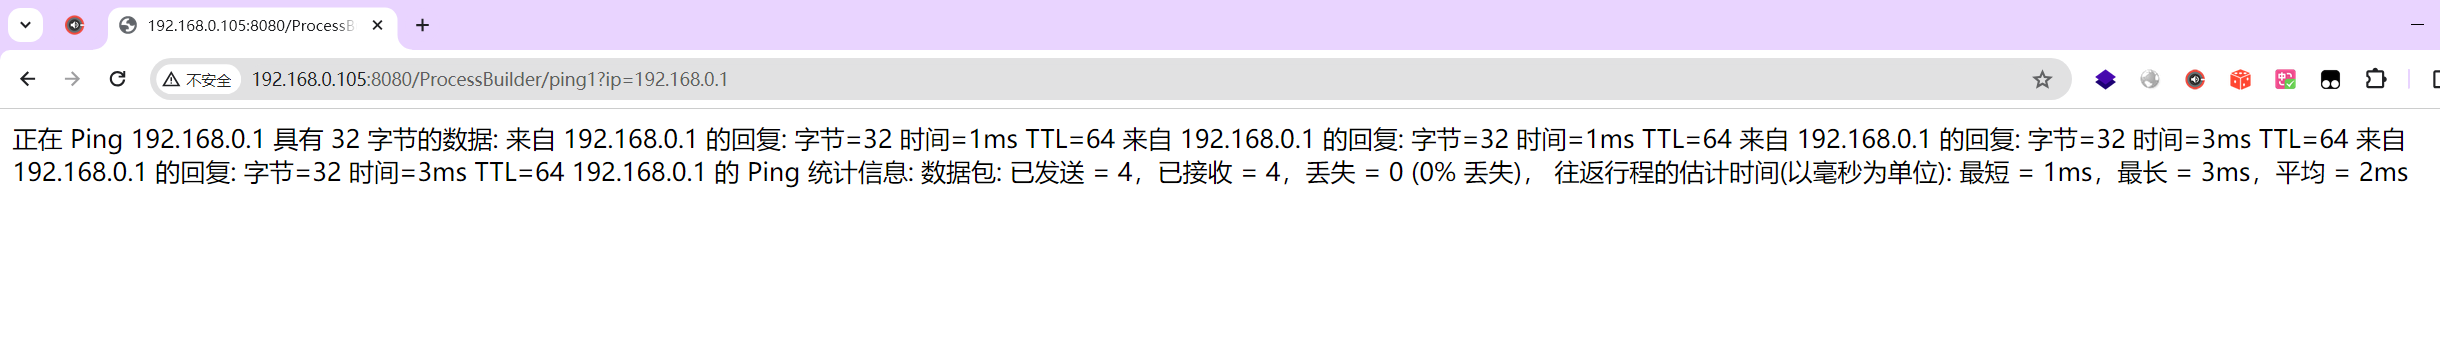 192.168.0.105:8080/ProcessB
不安全 192.168.0.105:8080/ProcessBuilder/ping1?ip=192.168.0.1
正在 Ping 192.168.0.1 具有 32 字节的数据: 来自 192.168.0.1 的回复: 字节=32 时间=1ms TTL=64 来自 192.168.0.1 的回复: 字节=32 时间=1ms TTL=64 来自 192.168.0.1 的回复: 字节=32 时间=3ms TTL=64 来自
192.168.0.1 的回复: 字节=32 时间=3ms TTL=64 192.168.0.1 的 Ping 统计信息: 数据包: 已发送 = 4，已接收 = 4，丢失 = 0 (0% 丢失)， 往返行程的估计时间(以毫秒为单位): 最短 = 1ms，最长 = 3ms，平均 = 2ms